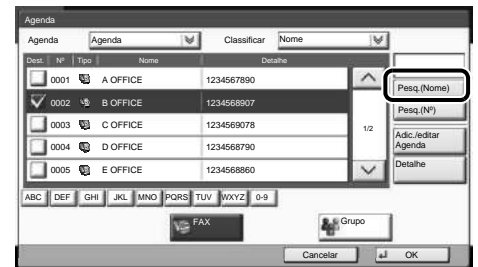 Agenda
Agenda Agenda Classificar Nome
Dest. Nº Tipo Nome Detalhe
0001 A OFFICE 1234567890
0002 B OFFICE 1234568907
0003 C OFFICE 1234569078
0004 D OFFICE 1234568790
0005 E OFFICE 1234568860
1/2
Pesq.(Nome)
Pesq.(Nº)
Adic./editar
Agenda
Detalhe
ABC DEF GHI JKL MNO PQRS TUV WXYZ 0-9
FAX Grupo
Cancelar OK